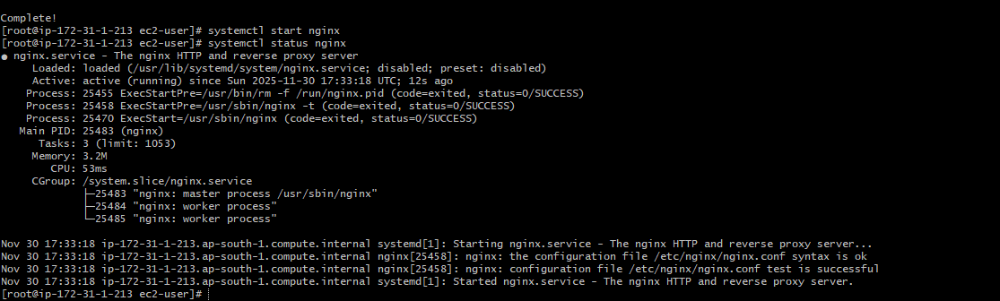 Complete!
[root@ip-172-31-1-213 ec2-user]# systemctl start nginx
[root@ip-172-31-1-213 ec2-user]# systemctl status nginx
● nginx.service - The nginx HTTP and reverse proxy server
     Loaded: loaded (/usr/lib/systemd/system/nginx.service; disabled; preset: disabled)
     Active: active (running) since Sun 2025-11-30 17:33:18 UTC; 12s ago
    Process: 25455 ExecStartPre=/usr/bin/rm -f /run/nginx.pid (code=exited, status=0/SUCCESS)
    Process: 25458 ExecStartPre=/usr/sbin/nginx -t (code=exited, status=0/SUCCESS)
    Process: 25470 ExecStart=/usr/sbin/nginx (code=exited, status=0/SUCCESS)
   Main PID: 25483 (nginx)
      Tasks: 3 (limit: 1053)
     Memory: 3.2M
        CPU: 53ms
     CGroup: /system.slice/nginx.service
             ├─25483 "nginx: master process /usr/sbin/nginx"
             ├─25484 "nginx: worker process"
             └─25485 "nginx: worker process"
Nov 30 17:33:18 ip-172-31-1-213.ap-south-1.compute.internal systemd[1]: Starting nginx.service - The nginx HTTP and reverse proxy server...
Nov 30 17:33:18 ip-172-31-1-213.ap-south-1.compute.internal nginx[25458]: nginx: the configuration file /etc/nginx/nginx.conf syntax is ok
Nov 30 17:33:18 ip-172-31-1-213.ap-south-1.compute.internal nginx[25458]: nginx: configuration file /etc/nginx/nginx.conf test is successful
Nov 30 17:33:18 ip-172-31-1-213.ap-south-1.compute.internal systemd[1]: Started nginx.service - The nginx HTTP and reverse proxy server.
[root@ip-172-31-1-213 ec2-user]#